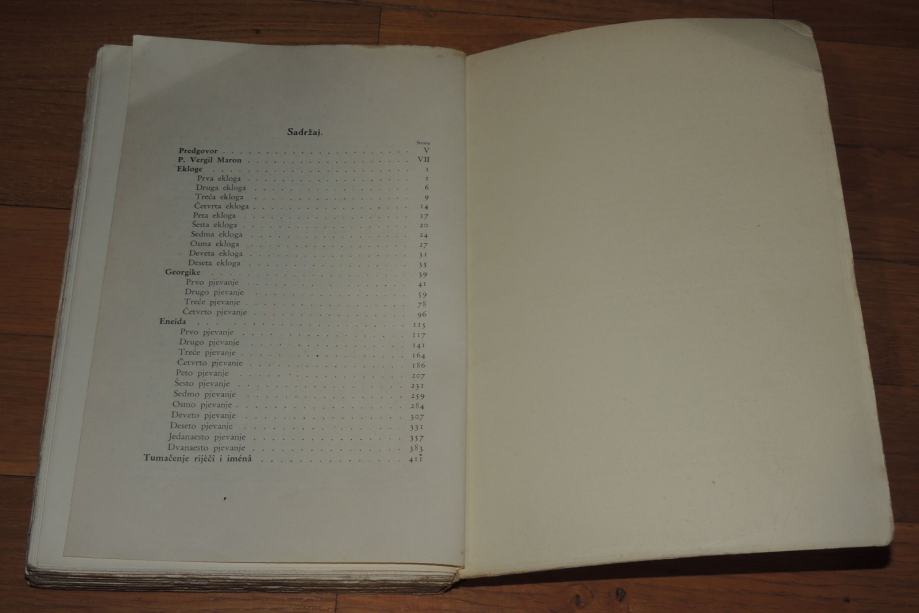 Sadržaj.
Strana
Predgovor . . . . . . . . . . . . . . . . . . V
P. Vergil Maron . . . . . . . . . . . . . . . . VII
Ekloge . . . . . . . . . . . . . . . . . . 1
Prva ekloga . . . . . . . . . . . . . . . . 1
Druga ekloga . . . . . . . . . . . . . . . . 6
Treća ekloga . . . . . . . . . . . . . . . . 9
Četvrta ekloga . . . . . . . . . . . . . . . . 14
Peta ekloga . . . . . . . . . . . . . . . . 17
Šesta ekloga . . . . . . . . . . . . . . . . 20
Sedma ekloga . . . . . . . . . . . . . . . . 24
Osma ekloga . . . . . . . . . . . . . . . . 27
Deveta ekloga . . . . . . . . . . . . . . . . 31
Deseta ekloga . . . . . . . . . . . . . . . . 35
Georgike . . . . . . . . . . . . . . . . . . 39
Prvo pjevanje . . . . . . . . . . . . . . . . 41
Drugo pjevanje . . . . . . . . . . . . . . . . 59
Treće pjevanje . . . . . . . . . . . . . . . . 78
Četvrto pjevanje . . . . . . . . . . . . . . . . 96
Eneida . . . . . . . . . . . . . . . . . . 115
Prvo pjevanje . . . . . . . . . . . . . . . . 117
Drugo pjevanje . . . . . . . . . . . . . . . . 141
Treće pjevanje . . . . . . . . . . . . . . . . 164
Četvrto pjevanje . . . . . . . . . . . . . . . . 186
Peto pjevanje . . . . . . . . . . . . . . . . 207
Šesto pjevanje . . . . . . . . . . . . . . . . 231
Sedmo pjevanje . . . . . . . . . . . . . . . . 259
Osmo pjevanje . . . . . . . . . . . . . . . . 284
Deveto pjevanje . . . . . . . . . . . . . . . . 307
Deseto pjevanje . . . . . . . . . . . . . . . . 331
Jedanaesto pjevanje . . . . . . . . . . . . . . . . 357
Dvanaesto pjevanje . . . . . . . . . . . . . . . . 383
Tumačenje rijèčî i iménâ . . . . . . . . . . . . . . . . 411